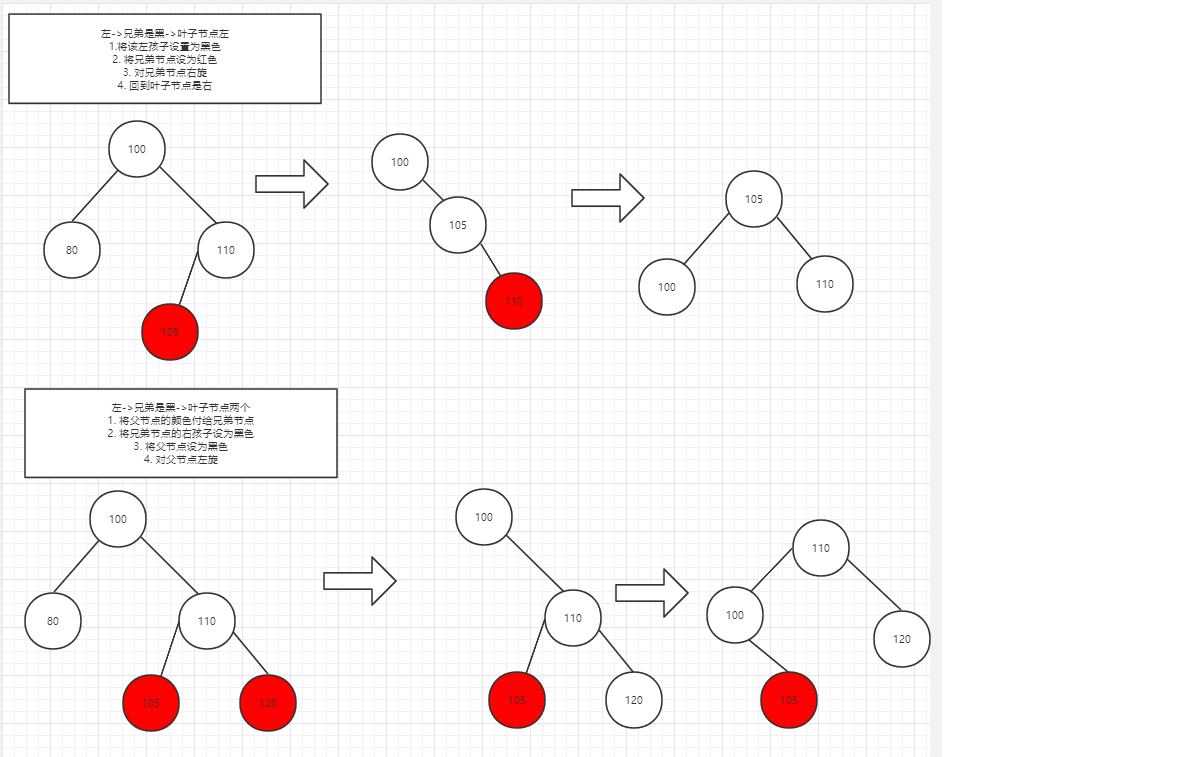 左->兄弟是黑->叶子节点左
1.将该左孩子设置为黑色
2. 将兄弟节点设为红色
3. 对兄弟节点右旋
4. 回到叶子节点是右
100
80
110
105
100
105
110
105
100
110
左->兄弟是黑->叶子节点两个
1. 将父节点的颜色付给兄弟节点
2. 将兄弟节点的右孩子设为黑色
3. 将父节点设为黑色
4. 对父节点左旋
100
80
110
105
120
100
110
105
120
110
100
120
105